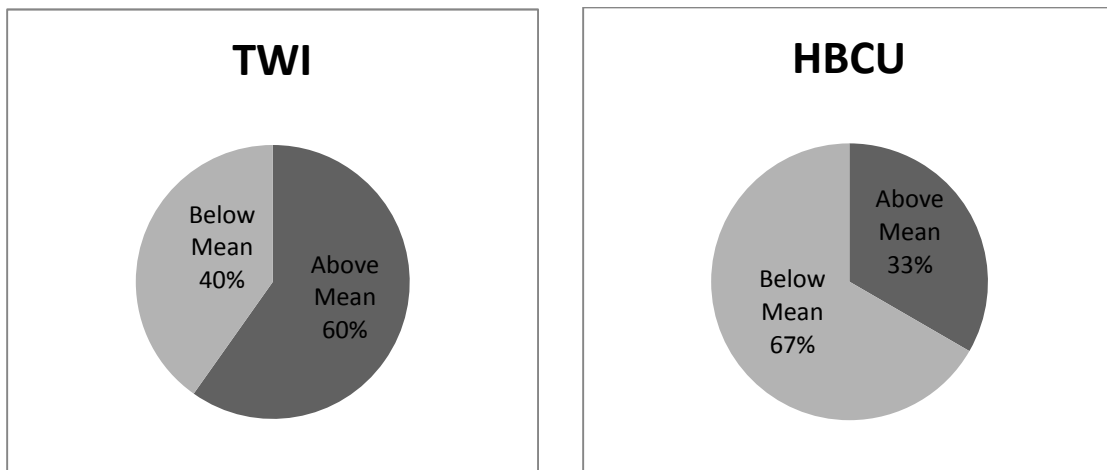 TWI
Below
Mean
40%
Above
Mean
60%
HBCU
Above
Mean
33%
Below
Mean
67%